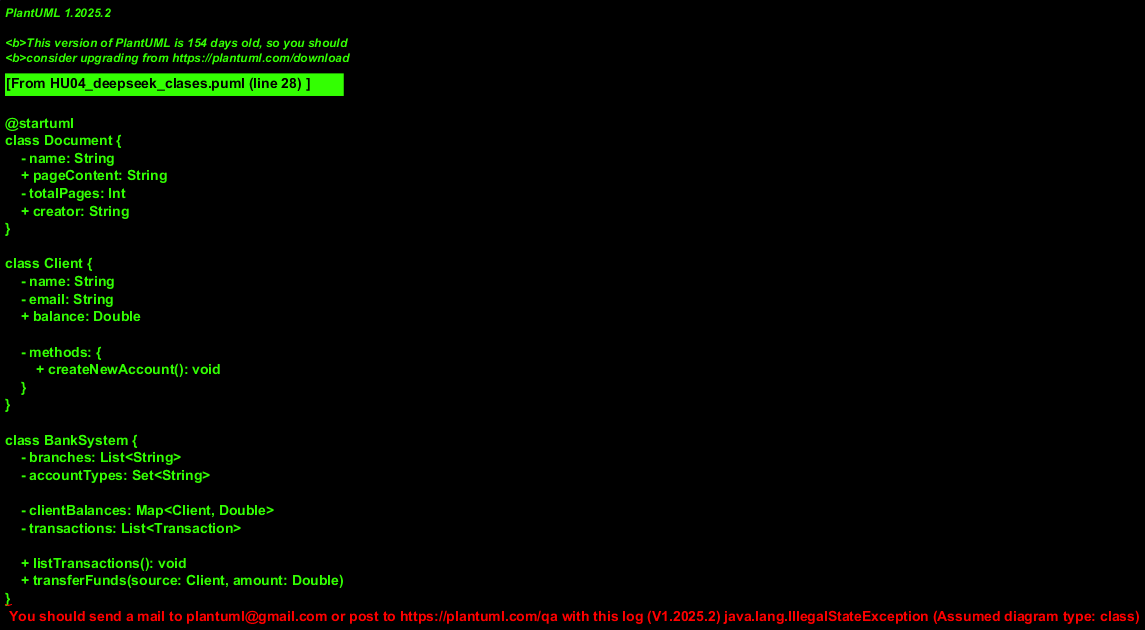 PlantUML 1.2025.2
<b>This version of PlantUML is 154 days old, so you should
<b>consider upgrading from https://plantuml.com/download
[From HU04_deepseek_clases.puml (line 28) ]
@startuml
class Document {
- name: String
+ pageContent: String
- totalPages: Int
+ creator: String
}
class Client {
- name: String
- email: String
+ balance: Double
- methods: {
+ createNewAccount(): void
}
}
class BankSystem {
- branches: List<String>
- accountTypes: Set<String>
- clientBalances: Map<Client, Double>
- transactions: List<Transaction>
+ listTransactions(): void
+ transferFunds(source: Client, amount: Double)
}
You should send a mail to plantuml@gmail.com or post to https://plantuml.com/qa with this log (V1.2025.2) java.lang.IllegalStateException (Assumed diagram type: class)